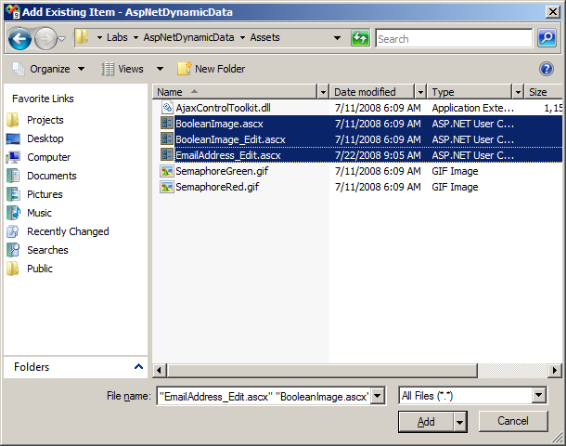 Add Existing Item - AspNetDynamicData
Labs AspNetDynamicData Assets Search
Organize Views New Folder
Favorite Links
Projects
Desktop
Computer
Documents
Pictures
Music
Recently Changed
Searches
Public
Folders
Name Date modified Type Size
AjaxControlToolkit.dll 7/11/2008 6:09 AM Application Exte... 1,15
BooleanImage.ascx 7/11/2008 6:09 AM ASP.NET User C...
BooleanImage_Edit.ascx 7/11/2008 6:09 AM ASP.NET User C...
EmailAddress_Edit.ascx 7/22/2008 9:05 AM ASP.NET User C...
SemaphoreGreen.gif 7/11/2008 6:09 AM GIF Image
SemaphoreRed.gif 7/11/2008 6:09 AM GIF Image
File name: "EmailAddress_Edit.ascx" "BooleanImage.ascx" All Files (*.*)
Add Cancel